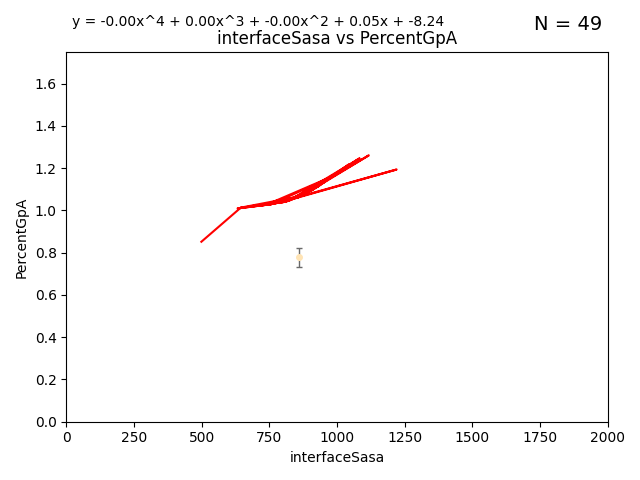 y = -0.00x^4 + 0.00x^3 + -0.00x^2 + 0.05x + -8.24
N = 49
interfaceSasa vs PercentGpA
PercentGpA
1.6
1.4
1.2
1.0
0.8
0.6
0.4
0.2
0.0
0 250 500 750 1000 1250 1500 1750 2000
interfaceSasa